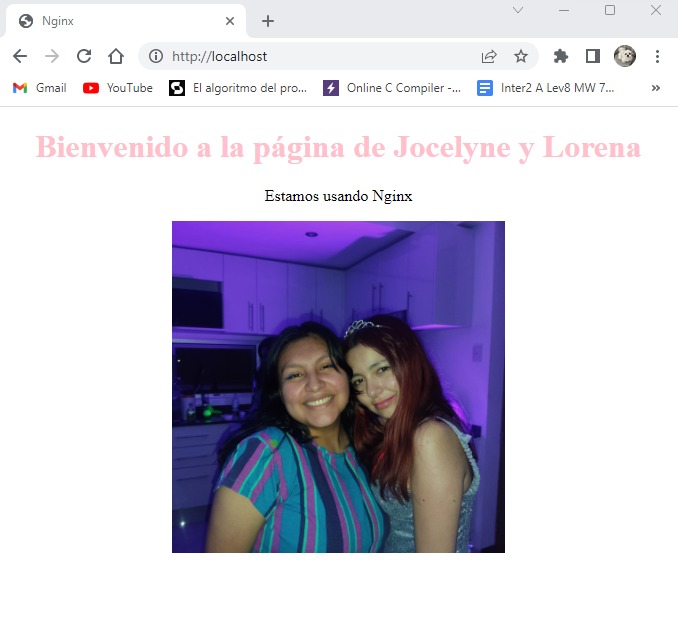 Nginx
http://localhost
Gmail YouTube El algoritmo del pro... Online C Compiler -... Inter2 A Lev8 MW 7... »
Bienvenido a la página de Jocelyne y Lorena
Estamos usando Nginx